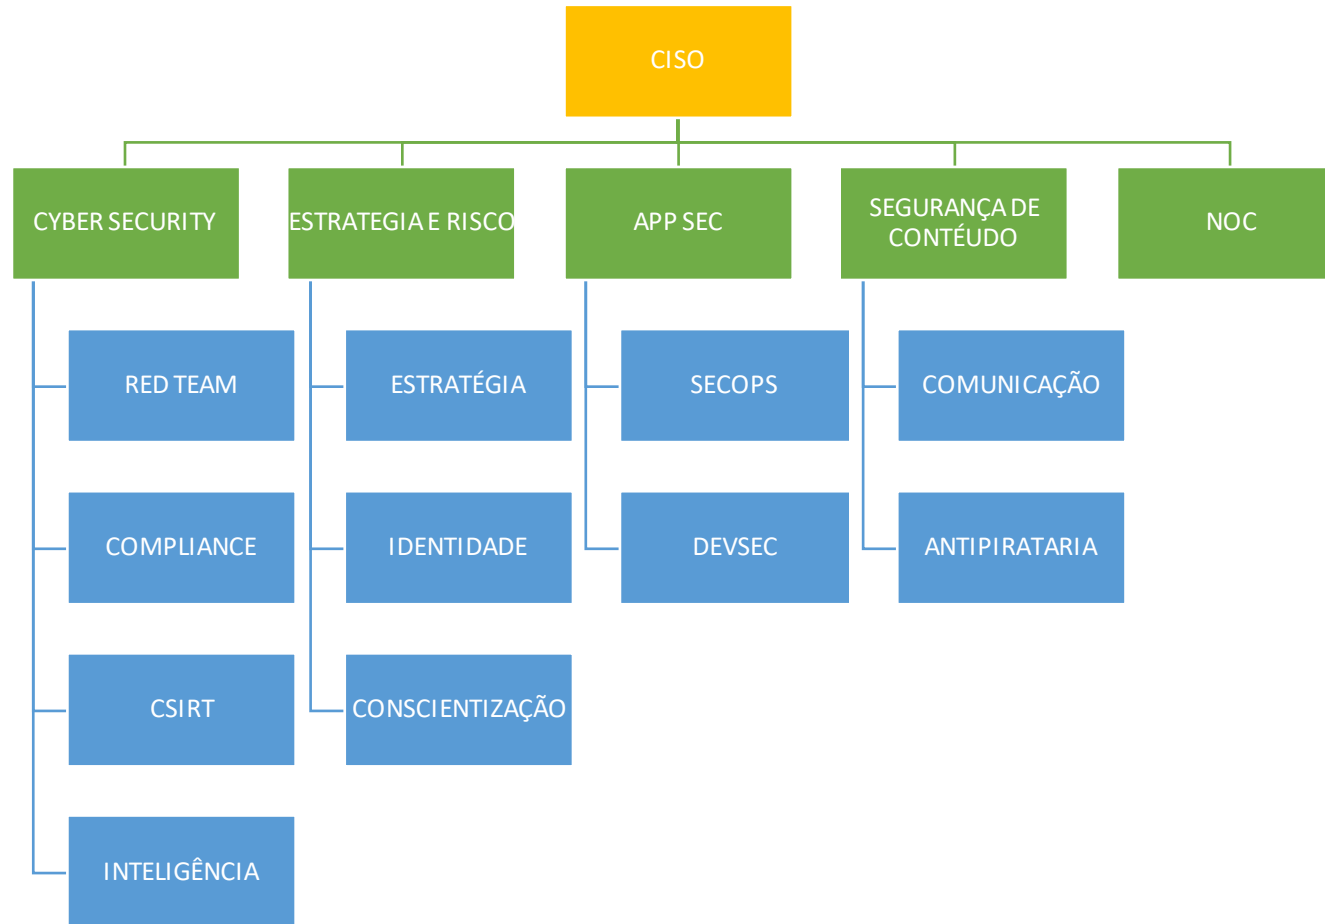 CISO
CYBER SECURITY
ESTRATEGIA E RISCO
APP SEC
SEGURANÇA DE
CONTÉUDO
NOC
RED TEAM
ESTRATÉGIA
SECOPS
COMUNICAÇÃO
COMPLIANCE
IDENTIDADE
DEVSEC
ANTIPIRATARIA
CSIRT
CONSCIENTIZAÇÃO
INTELIGÊNCIA